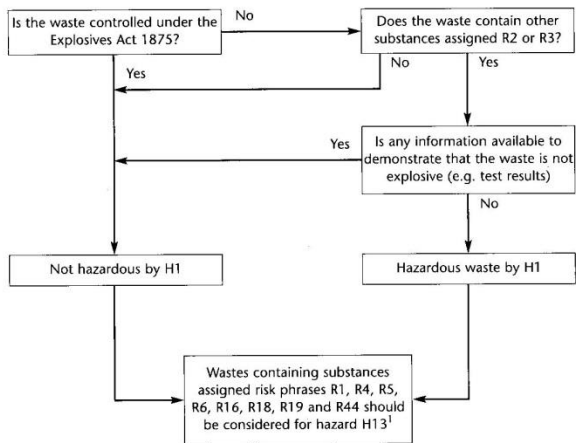 Is the waste controlled under the
Explosives Act 1875?
No
Does the waste contain other
substances assigned R2 or R3?
Yes
No
Yes
Is any information available to
demonstrate that the waste is not
explosive (e.g. test results)
Yes
No
Not hazardous by H1
Hazardous waste by H1
Wastes containing substances
assigned risk phrases R1, R4, R5,
R6, R16, R18, R19 and R44 should
be considered for hazard H13¹